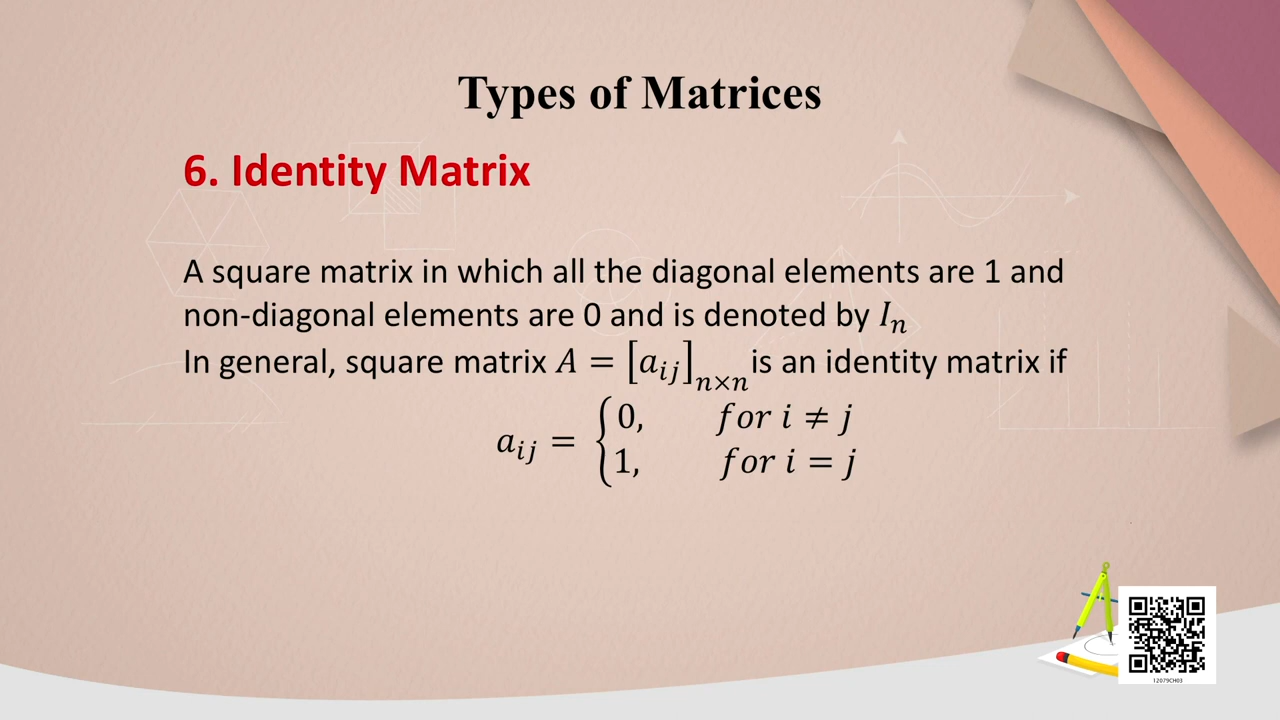 Types of Matrices
6. Identity Matrix
A square matrix in which all the diagonal elements are 1 and
non-diagonal elements are 0 and is denoted by 𝐼ₙ
In general, square matrix 𝐴 = [𝑎ᵢⱼ]ₙ×ₙ is an identity matrix if
𝑎ᵢⱼ = { 0, 𝑓𝑜𝑟 𝑖 ≠ 𝑗
1, 𝑓𝑜𝑟 𝑖 = 𝑗
12079CH03